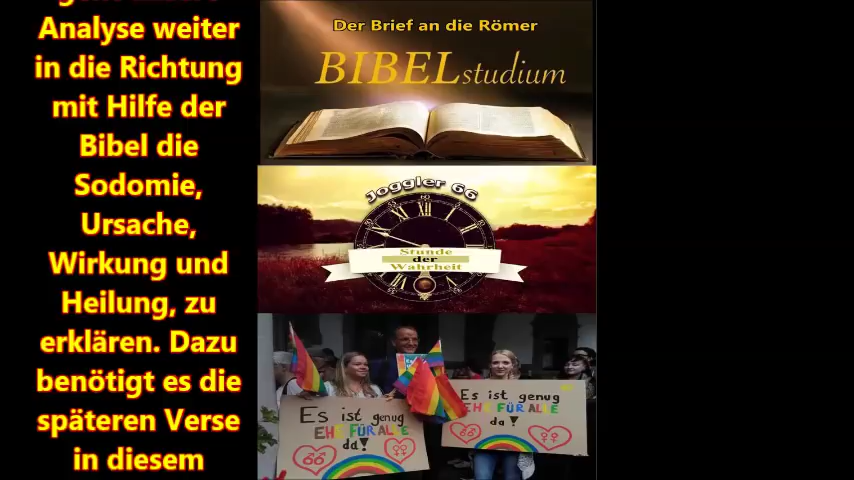 Analyse weiter
in die Richtung
mit Hilfe der
Bibel die
Sodomie,
Ursache,
Wirkung und
Heilung, zu
erklären. Dazu
benötigt es die
späteren Verse
in diesem
Der Brief an die Römer
BIBELstudium
Joggler 66
Stunde
der
Wahrheit
Es ist genug
EHE FÜR ALLE
da!
Es ist genug
EHE FÜR ALLE
da!